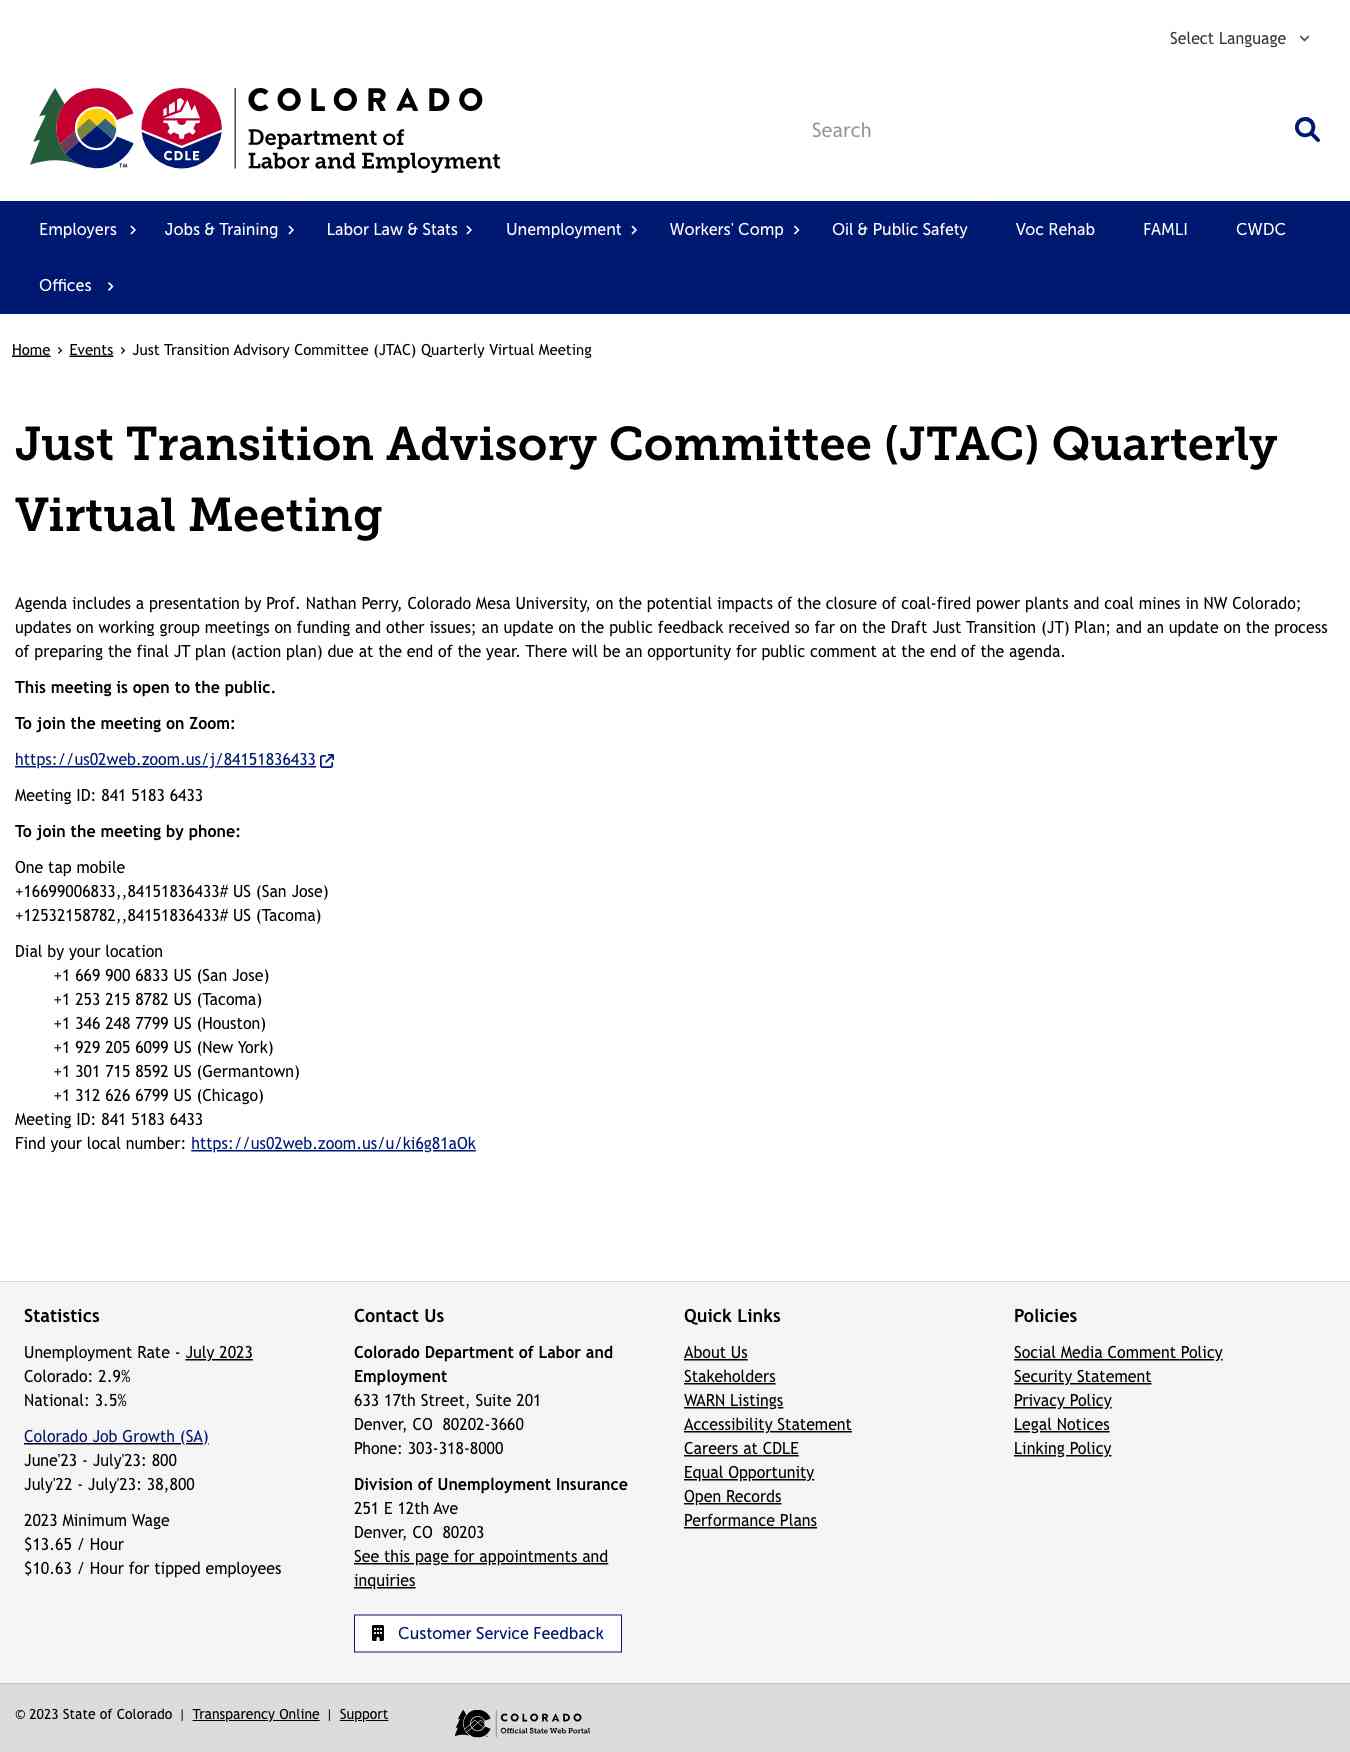 Select Language
COLORADO
Department of
Labor and Employment
CDLE
TM
Search
Employers Jobs & Training Labor Law & Stats Unemployment Workers' Comp Oil & Public Safety Voc Rehab FAMLI CWDC
Offices
Home › Events › Just Transition Advisory Committee (JTAC) Quarterly Virtual Meeting
Just Transition Advisory Committee (JTAC) Quarterly
Virtual Meeting
Agenda includes a presentation by Prof. Nathan Perry, Colorado Mesa University, on the potential impacts of the closure of coal-fired power plants and coal mines in NW Colorado;
updates on working group meetings on funding and other issues; an update on the public feedback received so far on the Draft Just Transition (JT) Plan; and an update on the process
of preparing the final JT plan (action plan) due at the end of the year. There will be an opportunity for public comment at the end of the agenda.
This meeting is open to the public.
To join the meeting on Zoom:
https://us02web.zoom.us/j/84151836433
Meeting ID: 841 5183 6433
To join the meeting by phone:
One tap mobile
+16699006833,,84151836433# US (San Jose)
+12532158782,,84151836433# US (Tacoma)
Dial by your location
+1 669 900 6833 US (San Jose)
+1 253 215 8782 US (Tacoma)
+1 346 248 7799 US (Houston)
+1 929 205 6099 US (New York)
+1 301 715 8592 US (Germantown)
+1 312 626 6799 US (Chicago)
Meeting ID: 841 5183 6433
Find your local number: https://us02web.zoom.us/u/ki6g81aOk
Statistics
Unemployment Rate - July 2023
Colorado: 2.9%
National: 3.5%
Colorado Job Growth (SA)
June'23 - July'23: 800
July'22 - July'23: 38,800
2023 Minimum Wage
$13.65 / Hour
$10.63 / Hour for tipped employees
Contact Us
Colorado Department of Labor and
Employment
633 17th Street, Suite 201
Denver, CO 80202-3660
Phone: 303-318-8000
Division of Unemployment Insurance
251 E 12th Ave
Denver, CO 80203
See this page for appointments and
inquiries
Customer Service Feedback
Quick Links
About Us
Stakeholders
WARN Listings
Accessibility Statement
Careers at CDLE
Equal Opportunity
Open Records
Performance Plans
Policies
Social Media Comment Policy
Security Statement
Privacy Policy
Legal Notices
Linking Policy
© 2023 State of Colorado | Transparency Online | Support
COLORADO
Official State Web Portal